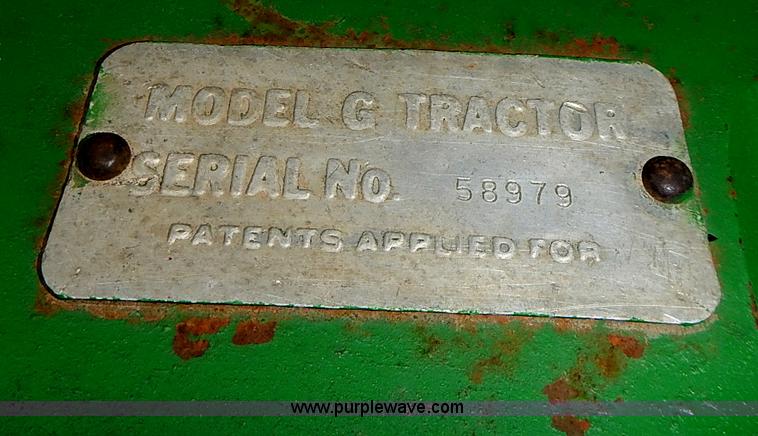 MODEL G TRACTOR
SERIAL NO. 58979
PATENTS APPLIED FOR
www.purplewave.com